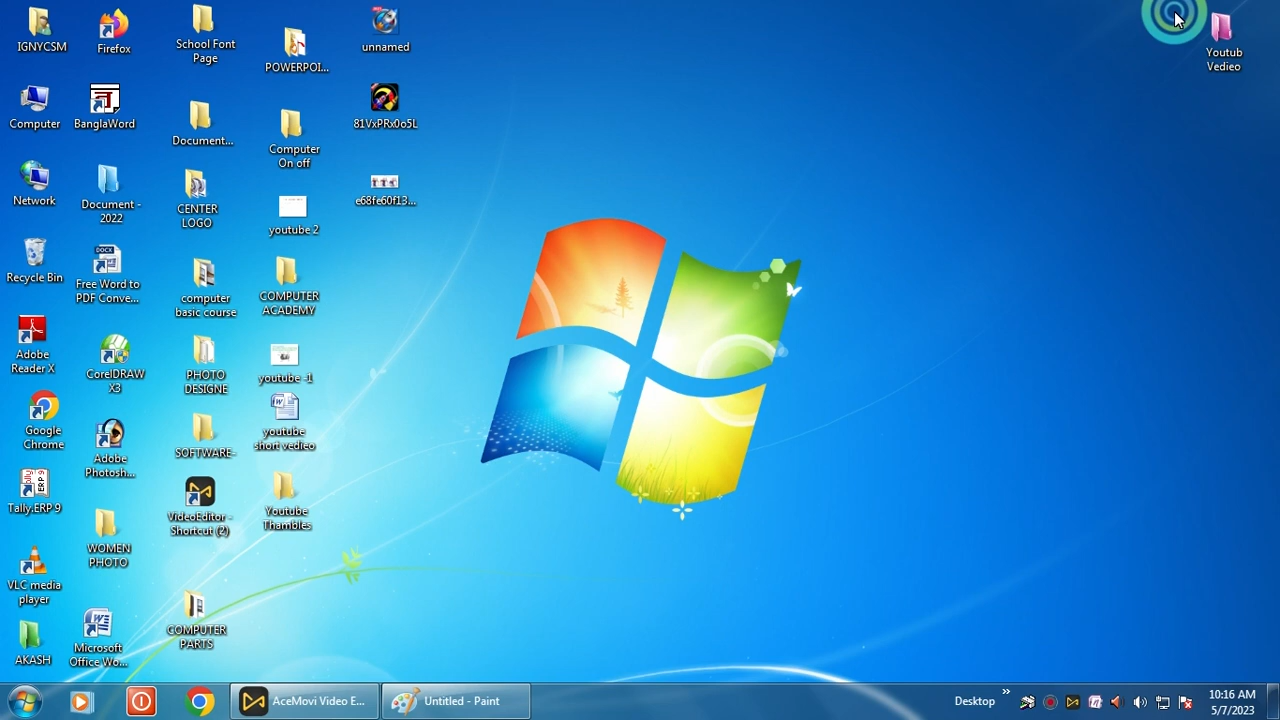 IGNYCSM
Computer
Network
Recycle Bin
Adobe
Reader X
Google
Chrome
Tally.ERP 9
VLC media
player
AKASH
Firefox
BanglaWord
Document -
2022
Free Word to
PDF Conve...
CorelDRAW
X3
Adobe
Photosh...
WOMEN
PHOTO
Microsoft
Office Wo...
School Font
Page
Document...
CENTER
LOGO
computer
basic course
PHOTO
DESIGNE
SOFTWARE-
VideoEditor -
Shortcut (2)
COMPUTER
PARTS
POWERPOI...
Computer
On off
youtube 2
COMPUTER
ACADEMY
youtube -1
youtube
short vedieo
Youtube
Thambles
unnamed
81VxPRx0o5L
e68fe60f13...
Youtub
Vedieo
AceMovi Video E...
Untitled - Paint
Desktop
10:16 AM
5/7/2023